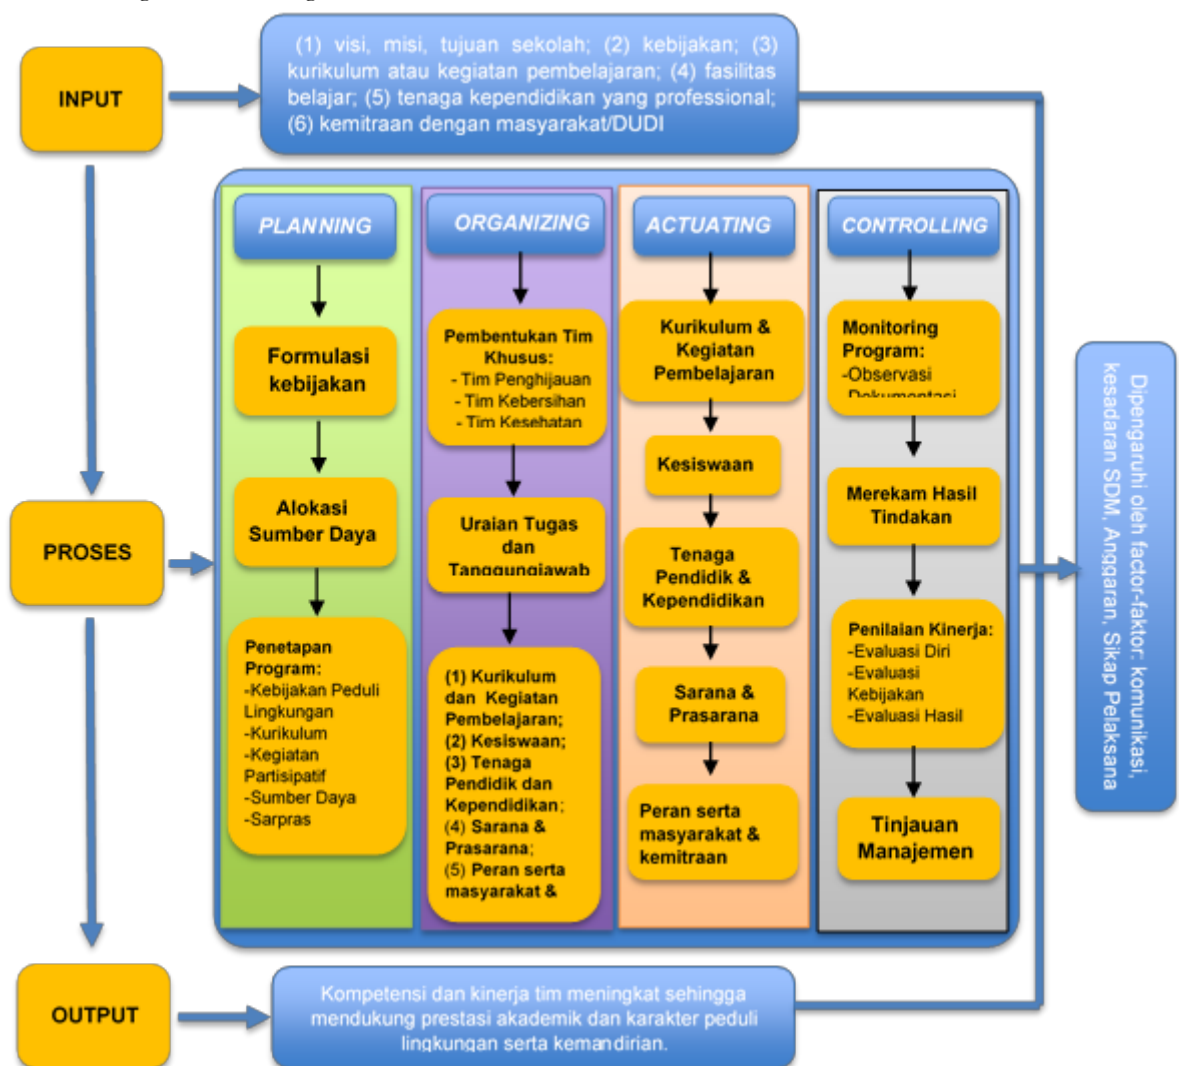 INPUT
(1) visi, misi, tujuan sekolah; (2) kebijakan; (3)
kurikulum atau kegiatan pembelajaran; (4) fasilitas
belajar; (5) tenaga kependidikan yang professional;
(6) kemitraan dengan masyarakat/DUDI
PROSES
PLANNING
Formulasi
kebijakan
Alokasi
Sumber Daya
Penetapan
Program:
-Kebijakan Peduli
Lingkungan
-Kurikulum
-Kegiatan
Partisipatif
-Sumber Daya
-Sarpras
ORGANIZING
Pembentukan Tim
Khusus:
- Tim Penghijauan
- Tim Kebersihan
- Tim Kesehatan
Uraian Tugas
dan
Tanggungjawab
(1) Kurikulum
dan Kegiatan
Pembelajaran;
(2) Kesiswaan;
(3) Tenaga
Pendidik dan
Kependidikan;
(4) Sarana &
Prasarana;
(5) Peran serta
masyarakat &
ACTUATING
Kurikulum &
Kegiatan
Pembelajaran
Kesiswaan
Tenaga
Pendidik &
Kependidikan
Sarana &
Prasarana
Peran serta
masyarakat &
kemitraan
CONTROLLING
Monitoring
Program:
-Observasi
Dokumentasi
Merekam Hasil
Tindakan
Penilaian Kinerja:
-Evaluasi Diri
-Evaluasi
Kebijakan
-Evaluasi Hasil
Tinjauan
Manajemen
Dipengaruhi oleh factor-faktor: komunikasi,
kesadaran SDM, Anggaran, Sikap Pelaksana
OUTPUT
Kompetensi dan kinerja tim meningkat sehingga
mendukung prestasi akademik dan karakter peduli
lingkungan serta kemandirian.